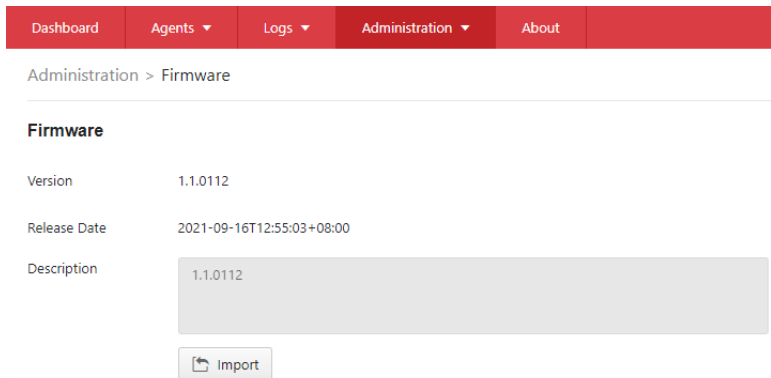 Dashboard Agents Logs Administration About
Administration > Firmware
Firmware
Version 1.1.0112
Release Date 2021-09-16T12:55:03+08:00
Description 1.1.0112
Import